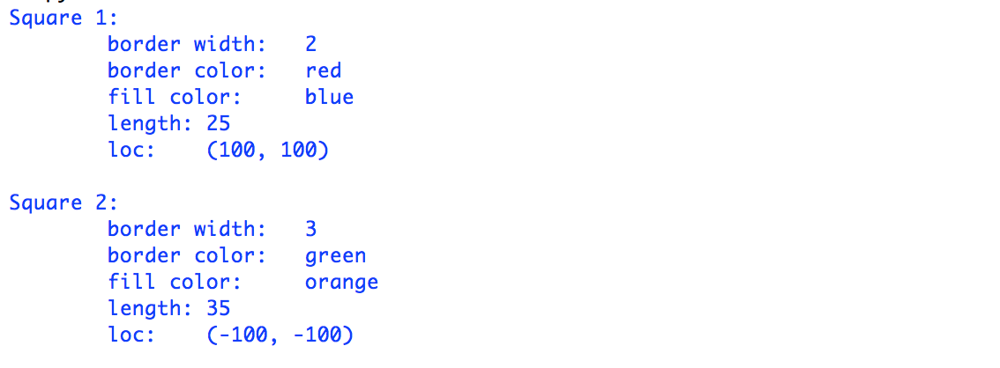 Square 1:
border width: 2
border color: red
fill color: blue
length: 25
loc: (100, 100)
Square 2:
border width: 3
border color: green
fill color: orange
length: 35
loc: (-100, -100)